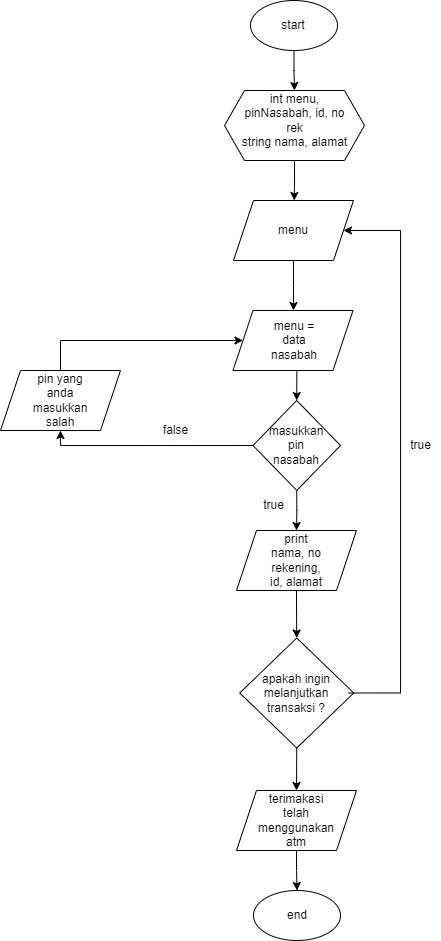 start
int menu,
pinNasabah, id, no
rek
string nama, alamat
menu
menu =
data
nasabah
pin yang
anda
masukkan
salah
false
masukkan
pin
nasabah
true
true
print
nama, no
rekening,
id, alamat
apakah ingin
melanjutkan
transaksi ?
terimakasi
telah
menggunakan
atm
end